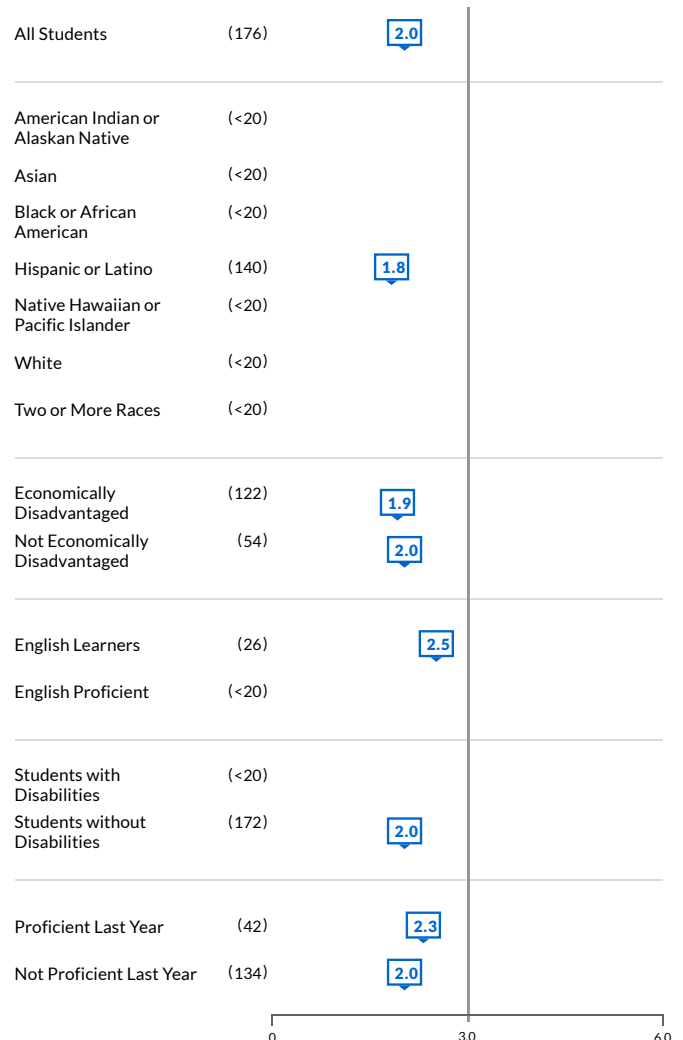 All Students (176) 2.0
American Indian or (<20)
Alaskan Native
Asian (<20)
Black or African (<20)
American
Hispanic or Latino (140) 1.8
Native Hawaiian or (<20)
Pacific Islander
White (<20)
Two or More Races (<20)
Economically (122) 1.9
Disadvantaged
Not Economically (54) 2.0
Disadvantaged
English Learners (26) 2.5
English Proficient (<20)
Students with (<20)
Disabilities
Students without (172) 2.0
Disabilities
Proficient Last Year (42) 2.3
Not Proficient Last Year (134) 2.0
0 3.0 6.0